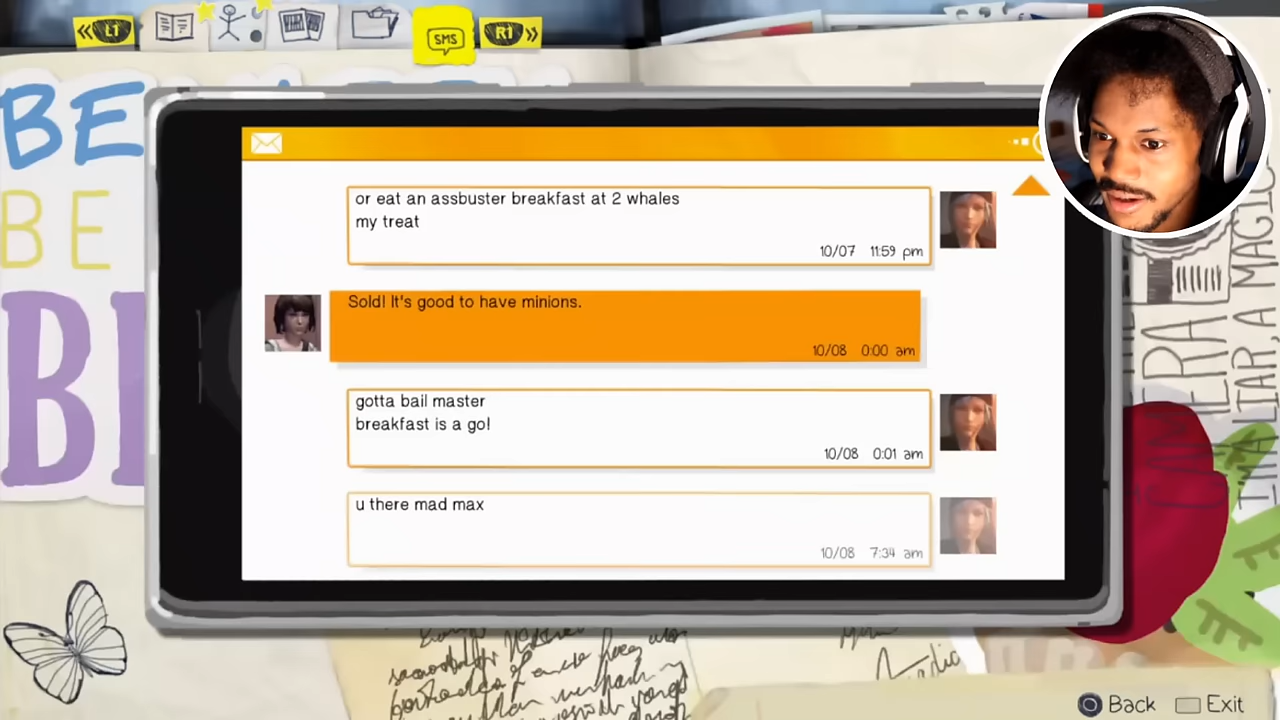 L1
SMS
R1
BE
BE
or eat an assbuster breakfast at 2 whales
my treat
10/07 11:59 pm
Sold! It's good to have minions.
10/08 0:00 am
gotta bail master
breakfast is a go!
10/08 0:01 am
u there mad max
10/08 7:34 am
Back
Exit